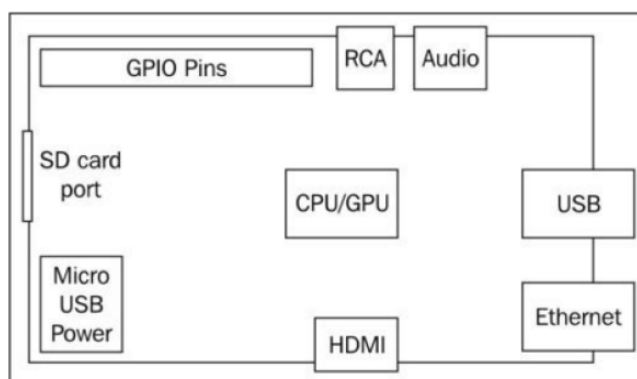 GPIO Pins
RCA
Audio
SD card
port
CPU/GPU
USB
Micro
USB
Power
HDMI
Ethernet